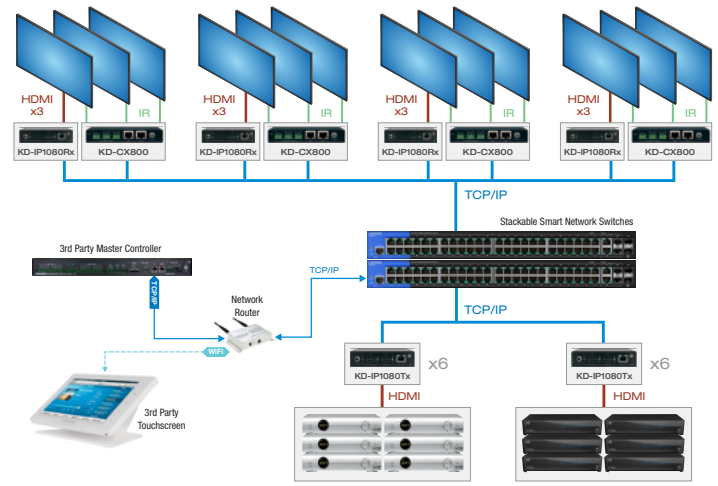 HDMI
x3
IR
HDMI
x3
IR
HDMI
x3
IR
HDMI
x3
IR
KD-IP1080Rx
KD-CX800
KD-IP1080Rx
KD-CX800
KD-IP1080Rx
KD-CX800
KD-IP1080Rx
KD-CX800
TCP/IP
Stackable Smart Network Switches
3rd Party Master Controller
TCP/IP
TCP/IP
Network
Router
WiFi
TCP/IP
x6
KD-IP1080Tx
x6
KD-IP1080Tx
HDMI
HDMI
3rd Party
Touchscreen